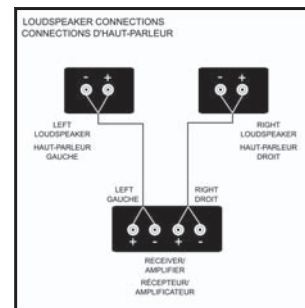 LOUDSPEAKER CONNECTIONS
CONNECTIONS D'HAUT-PARLEUR
- +
- +
LEFT
LOUDSPEAKER
HAUT-PARLEUR
GAUCHE
RIGHT
LOUDSPEAKER
HAUT-PARLEUR
DROIT
LEFT
GAUCHE
RIGHT
DROIT
+ - + -
RECEIVER/
AMPLIFIER
RÉCEPTEUR/
AMPLIFICATEUR